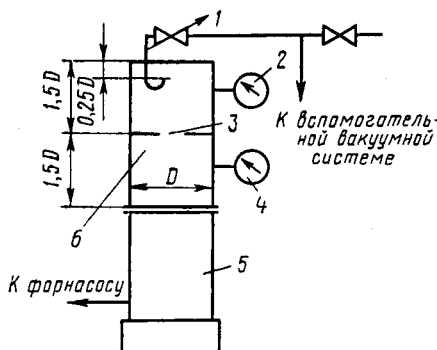 1
2
3
4
5
6
1,5D
0,25D
1,5D
D
К вспомогатель-
ной вакуумной
системе
К форнасосу